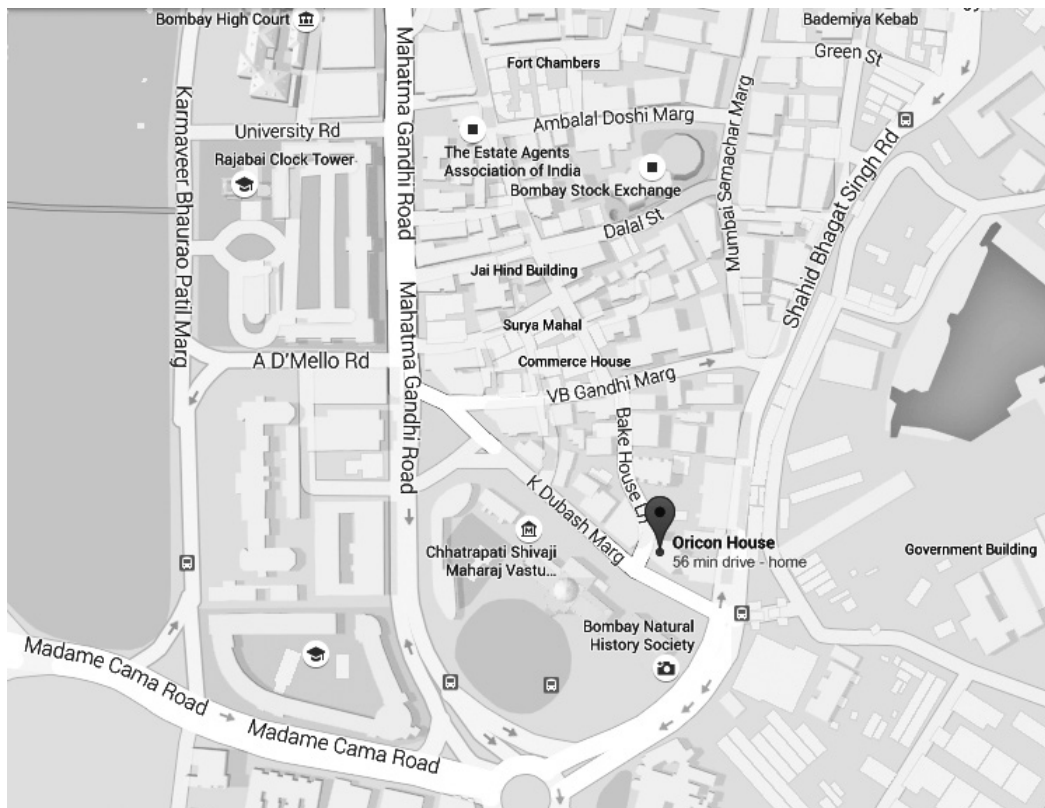 Bombay High Court
Bademiya Kebab
Green St
Fort Chambers
Mahatma Gandhi Road
Karmaveer Bhaurao Patil Marg
Ambalal Doshi Marg
University Rd
Rajabai Clock Tower
The Estate Agents
Association of India
Bombay Stock Exchange
Mumbai Samachar Marg
Shahid Bhagat Singh Rd
Dalal St
Jai Hind Building
Mahatma Gandhi Road
Surya Mahal
A D'Mello Rd
Commerce House
VB Gandhi Marg
Bake House Ln
K Dubash Marg
Oricon House
56 min drive - home
Government Building
Chhatrapati Shivaji
Maharaj Vastu...
Bombay Natural
History Society
Madame Cama Road
Madame Cama Road